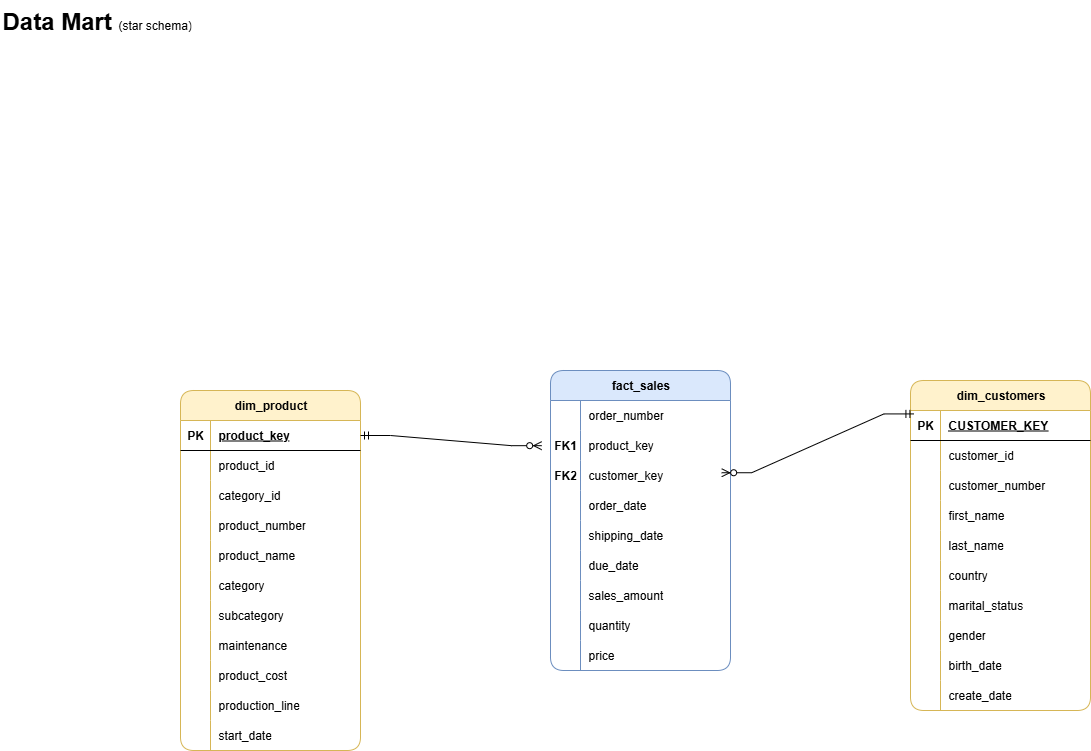 Data Mart (star schema)
dim_product
PK product_key
product_id
category_id
product_number
product_name
category
subcategory
maintenance
product_cost
production_line
start_date
fact_sales
order_number
FK1 product_key
FK2 customer_key
order_date
shipping_date
due_date
sales_amount
quantity
price
dim_customers
PK CUSTOMER_KEY
customer_id
customer_number
first_name
last_name
country
marital_status
gender
birth_date
create_date